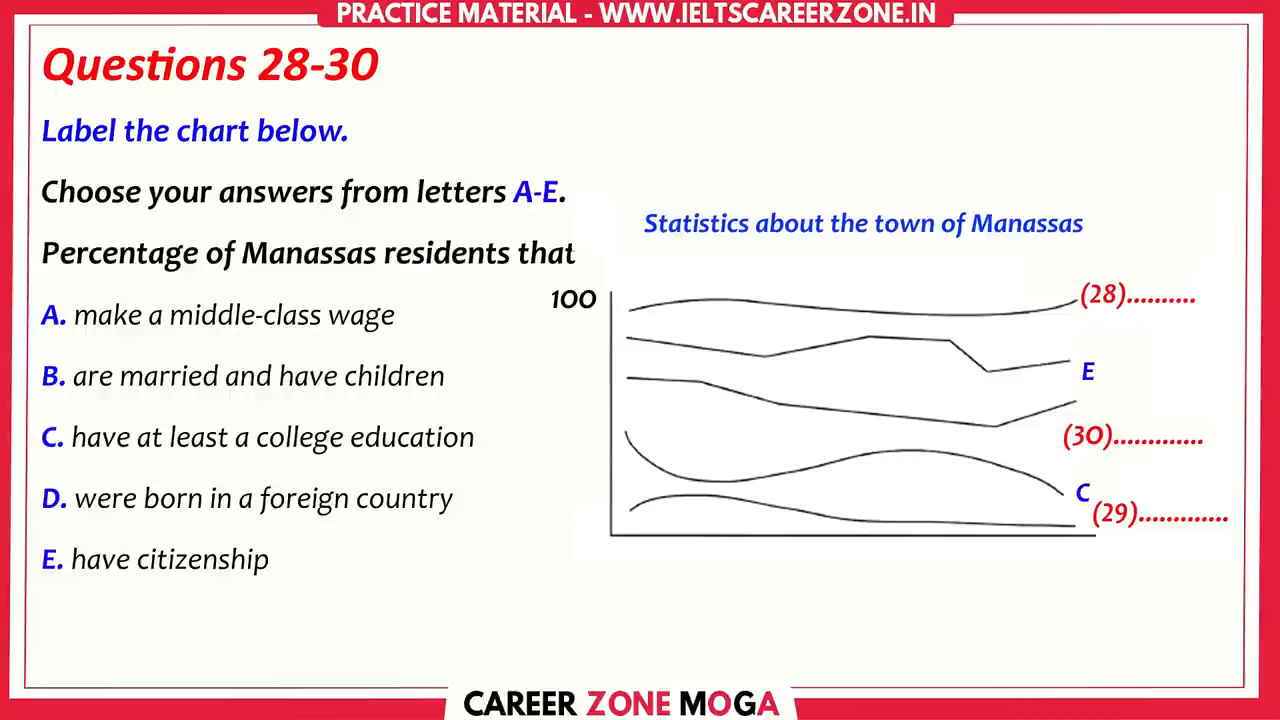 PRACTICE MATERIAL - WWW.IELTSCAREERZONE.IN
Questions 28-30
Label the chart below.
Choose your answers from letters A-E.
Percentage of Manassas residents that
A. make a middle-class wage
B. are married and have children
C. have at least a college education
D. were born in a foreign country
E. have citizenship
Statistics about the town of Manassas
100
(28)..........
E
(30).............
C
(29).............
CAREER ZONE MOGA